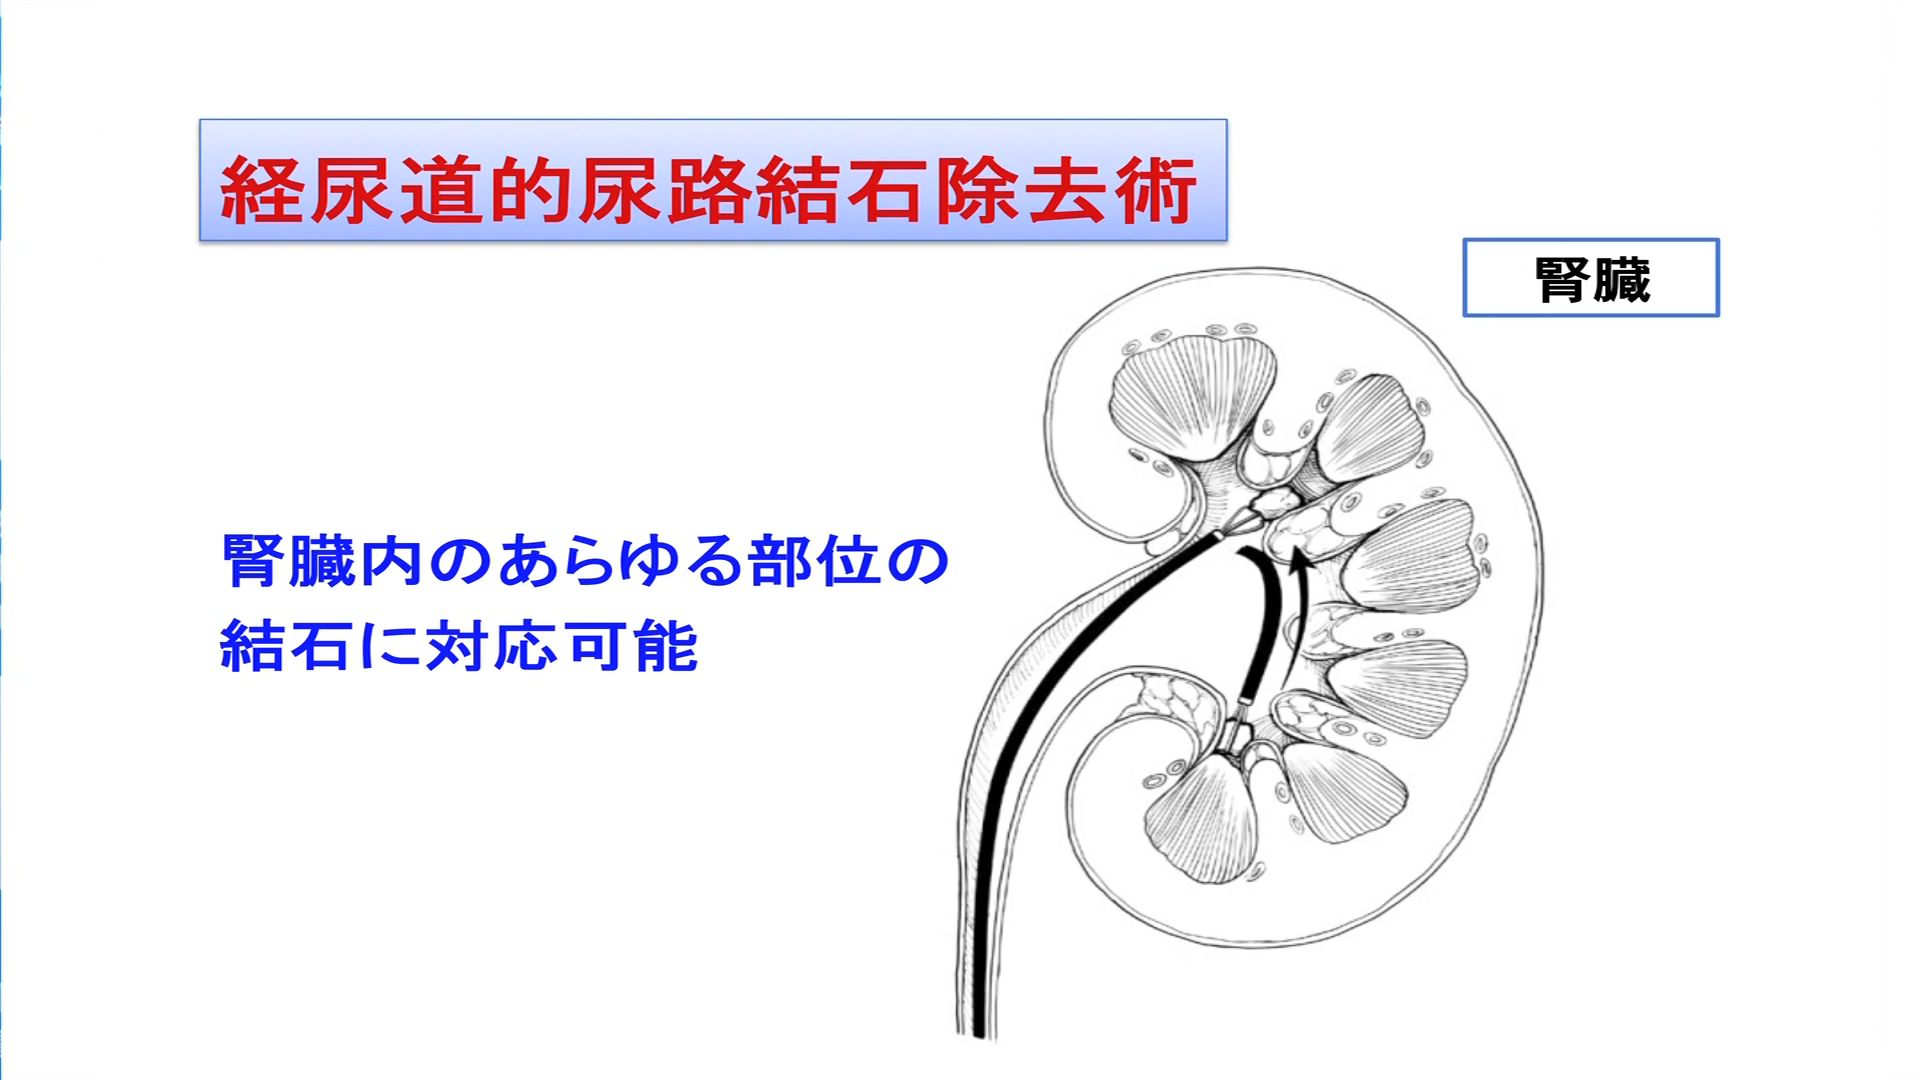 経尿道的尿路結石除去術
腎臓
腎臓内のあらゆる部位の
結石に対応可能